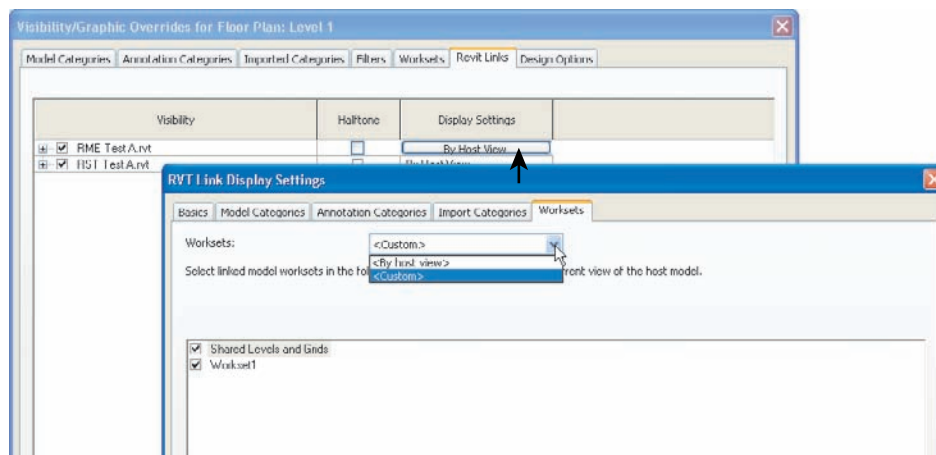 Visibility/Graphic Overrides for Floor Plan: Level 1
Model Categories Annotation Categories Imported Categories Filters Worksets Revit Links Design Options
Visibility Halftone Display Settings
RME Test A.rvt By Host View
RST Test A.rvt By Host View
RVT Link Display Settings
Basics Model Categories Annotation Categories Import Categories Worksets
Worksets: <Custom>
<By host view>
Select linked model worksets in the rent view of the host model.
<Custom>
Shared Levels and Grids
Workset1